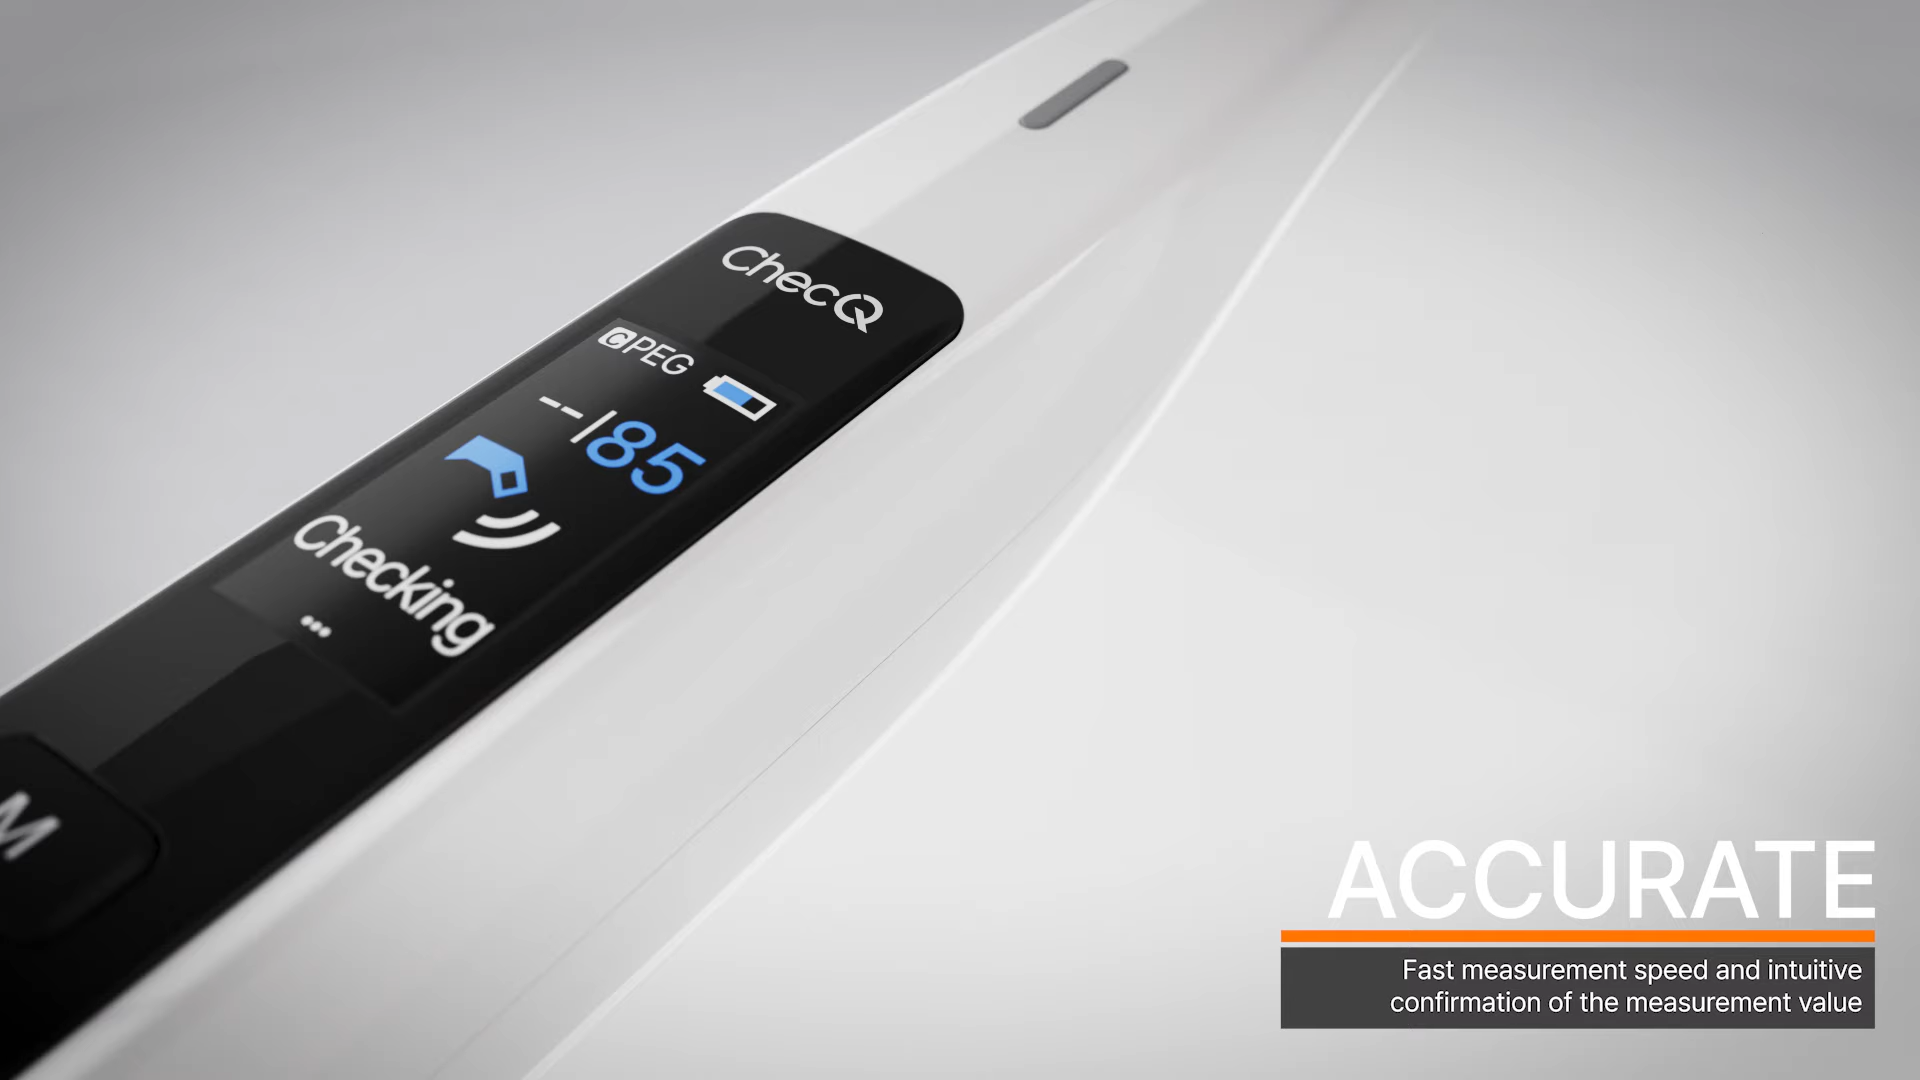 ChecQ
C PEG
--|85
Checking
...
M
ACCURATE
Fast measurement speed and intuitive
confirmation of the measurement value